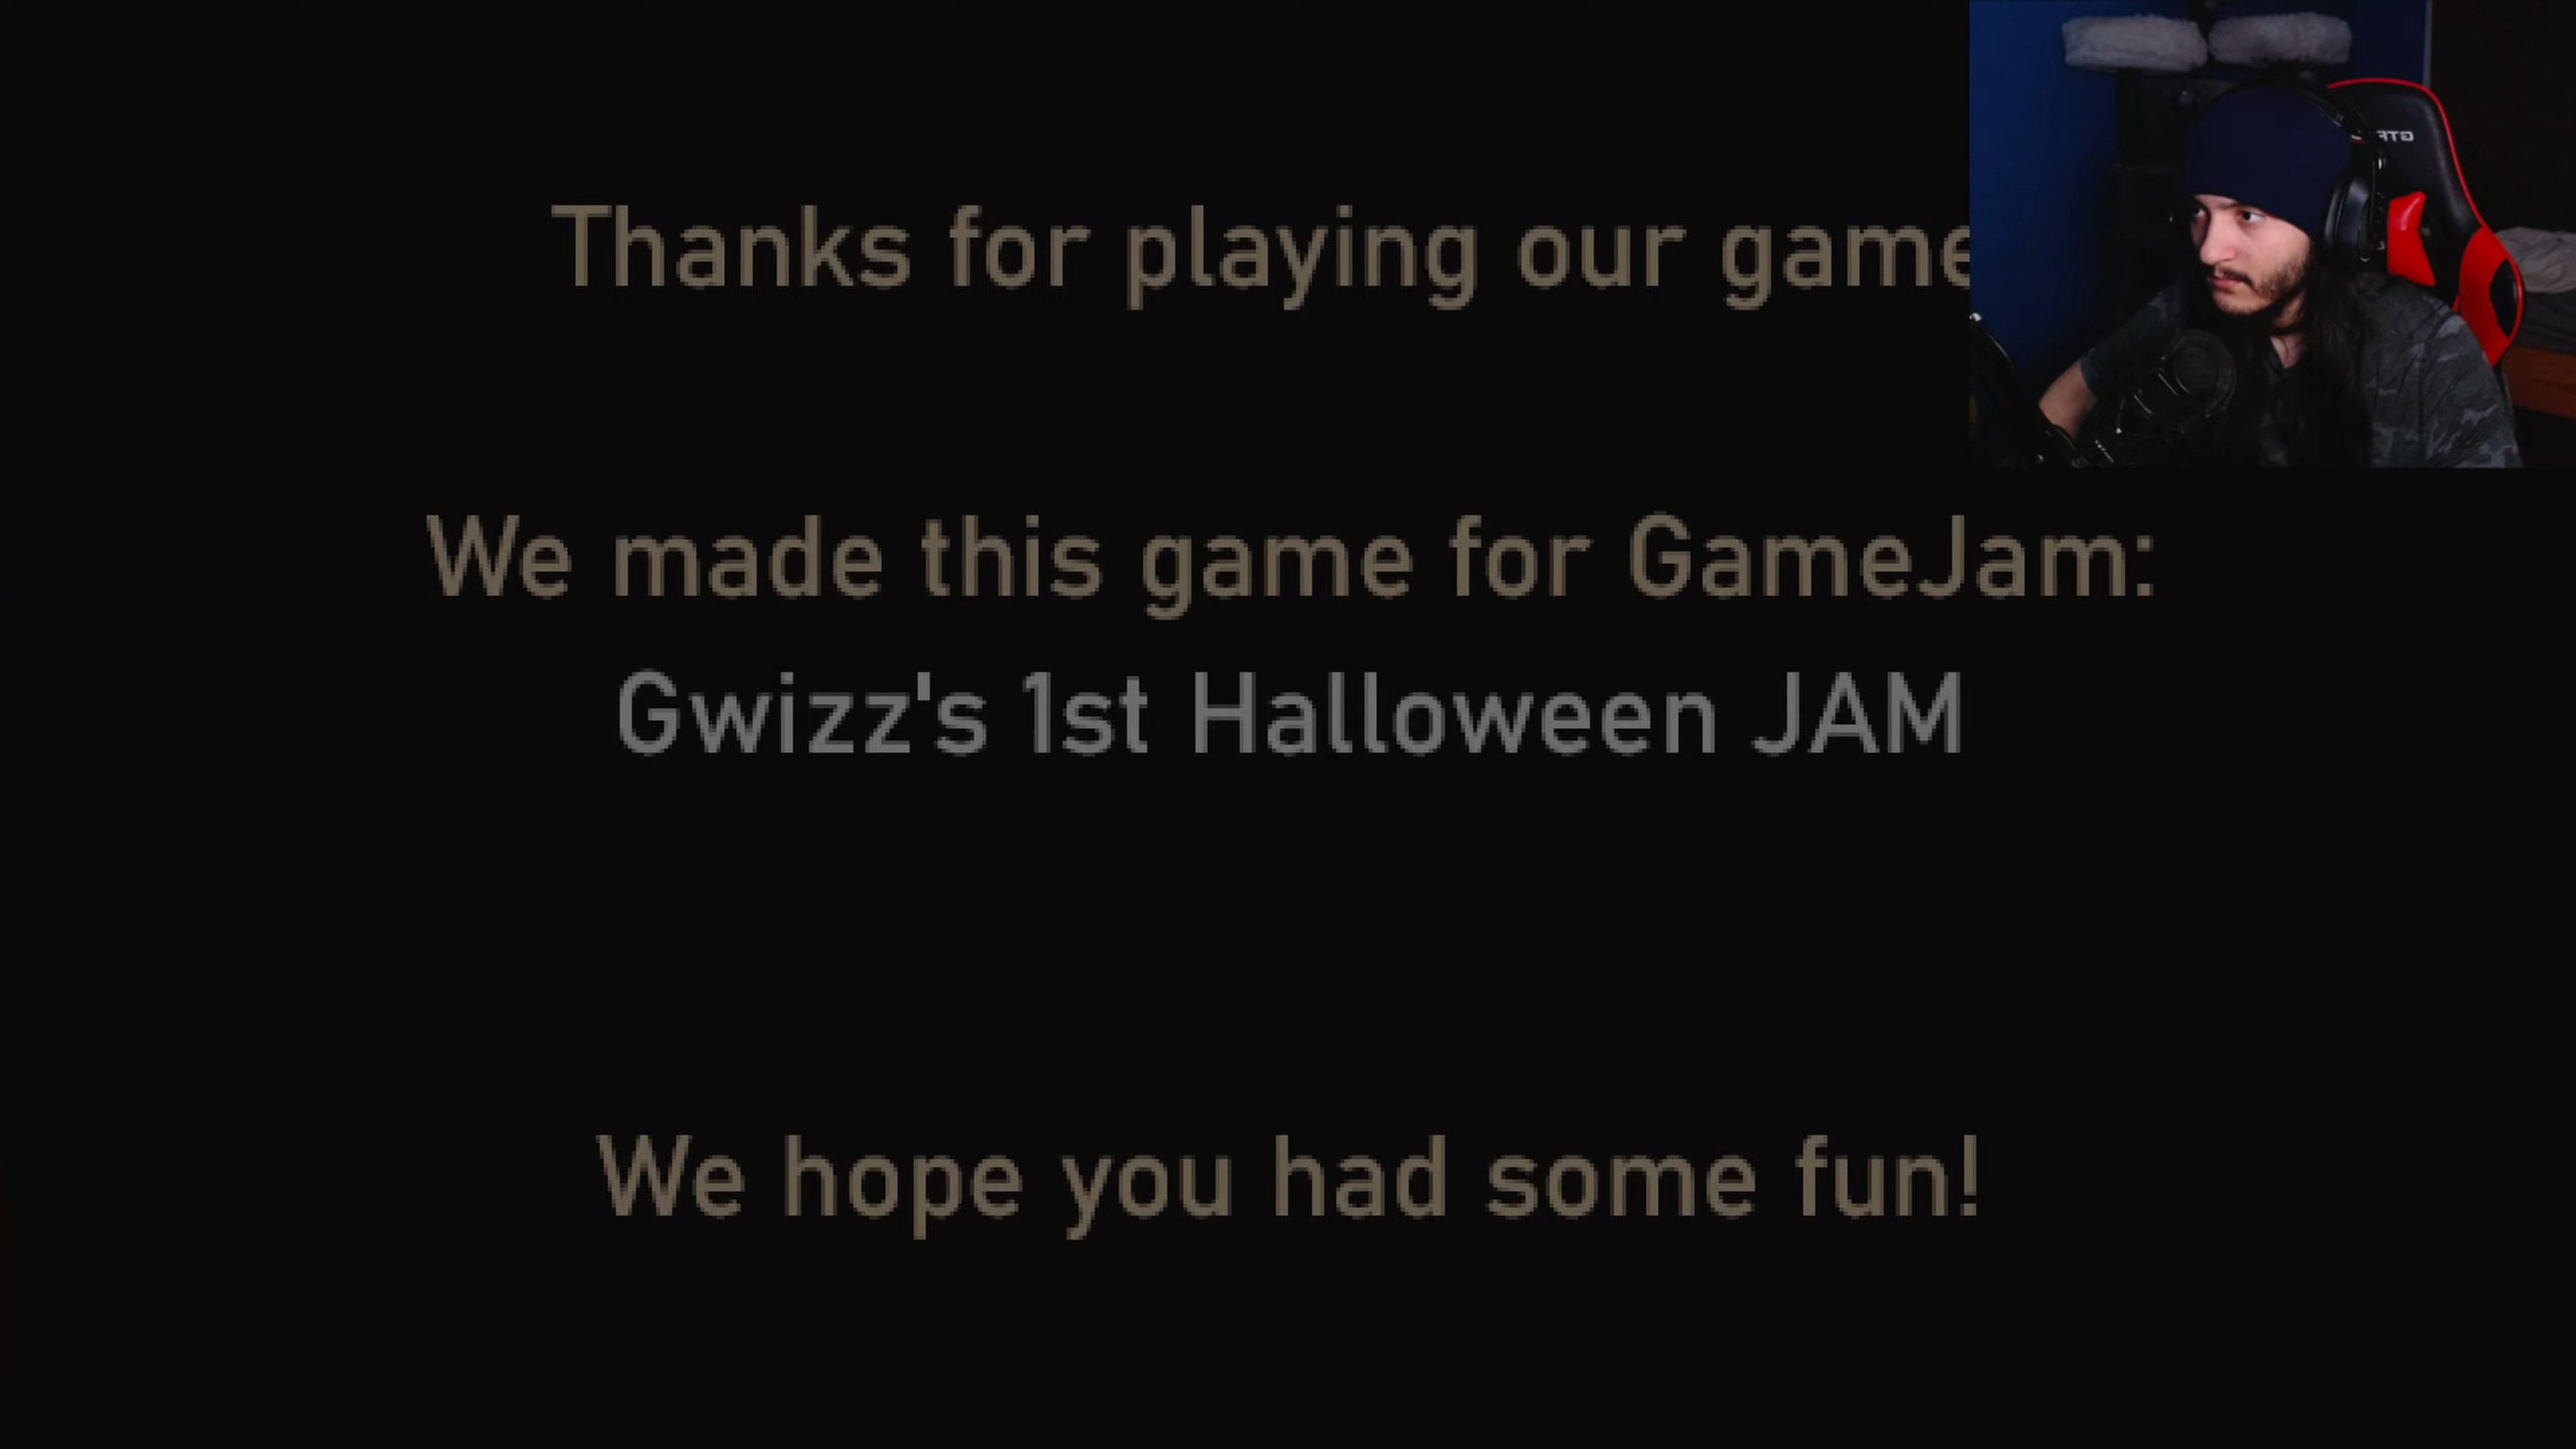 Thanks for playing our game
We made this game for GameJam:
Gwizz's 1st Halloween JAM
We hope you had some fun!